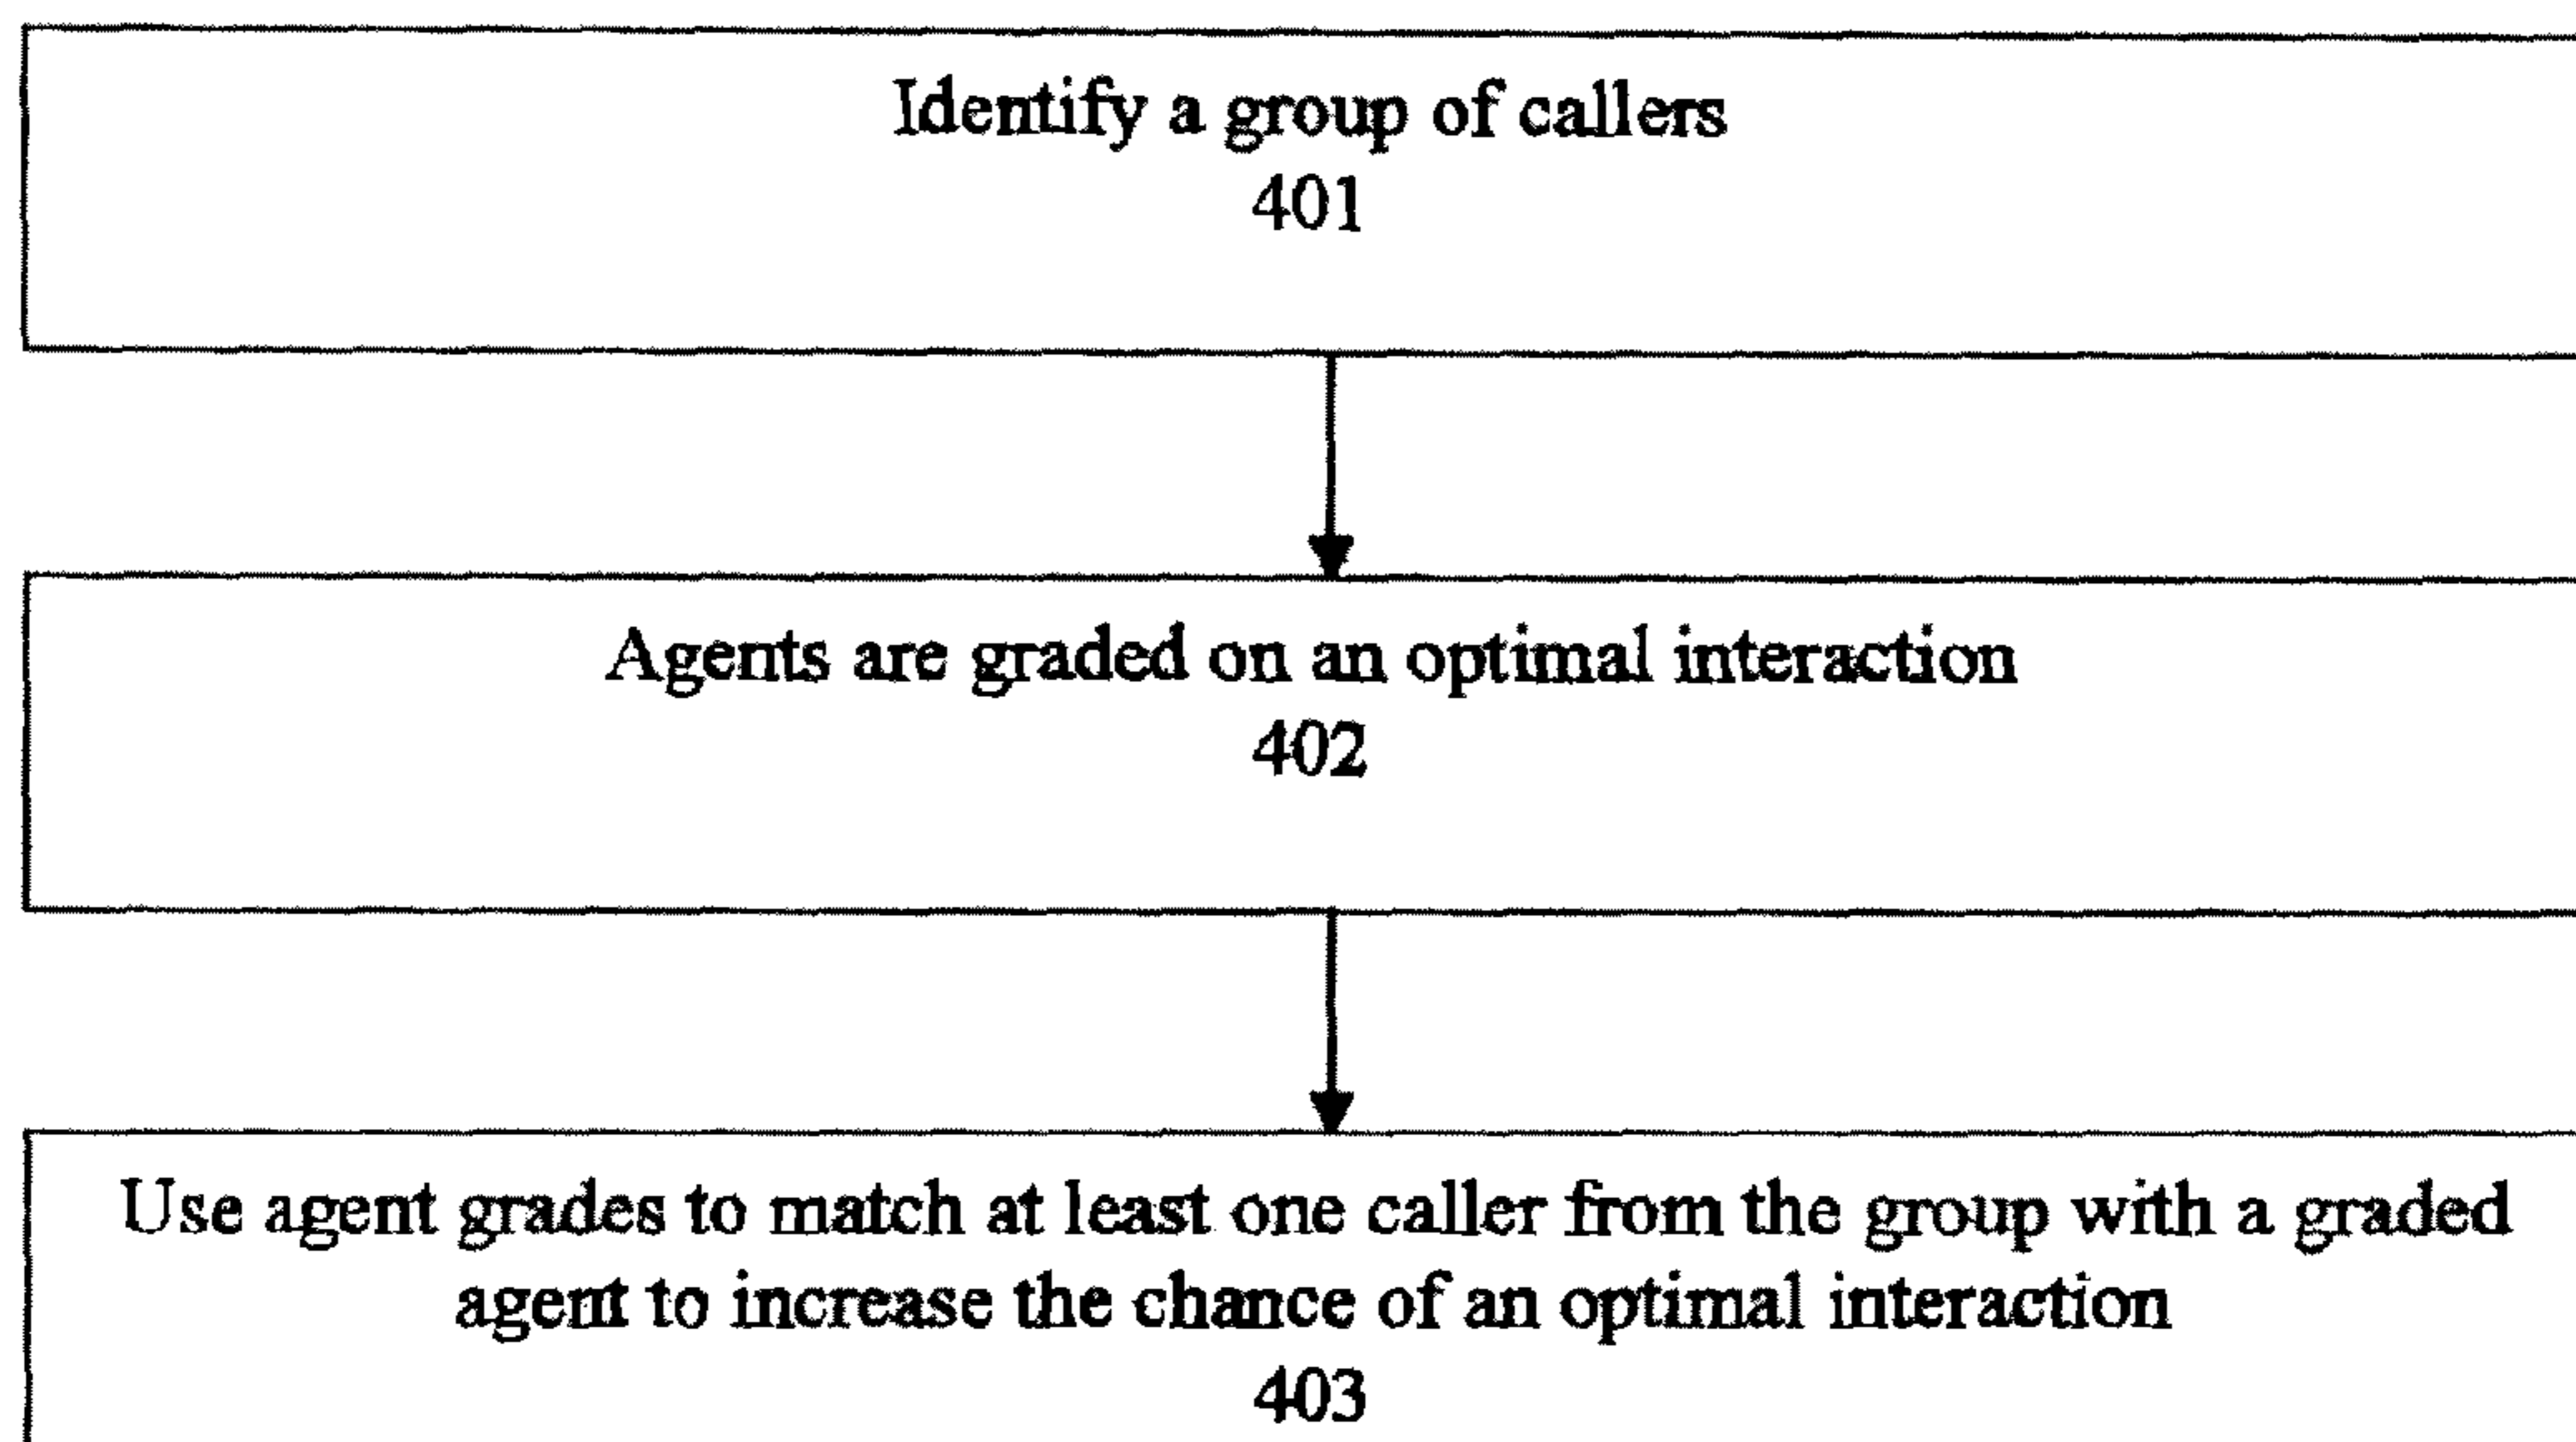 Identify a group of callers
401
Agents are graded on an optimal interaction
402
Use agent grades to match at least one caller from the group with a graded
agent to increase the chance of an optimal interaction
403